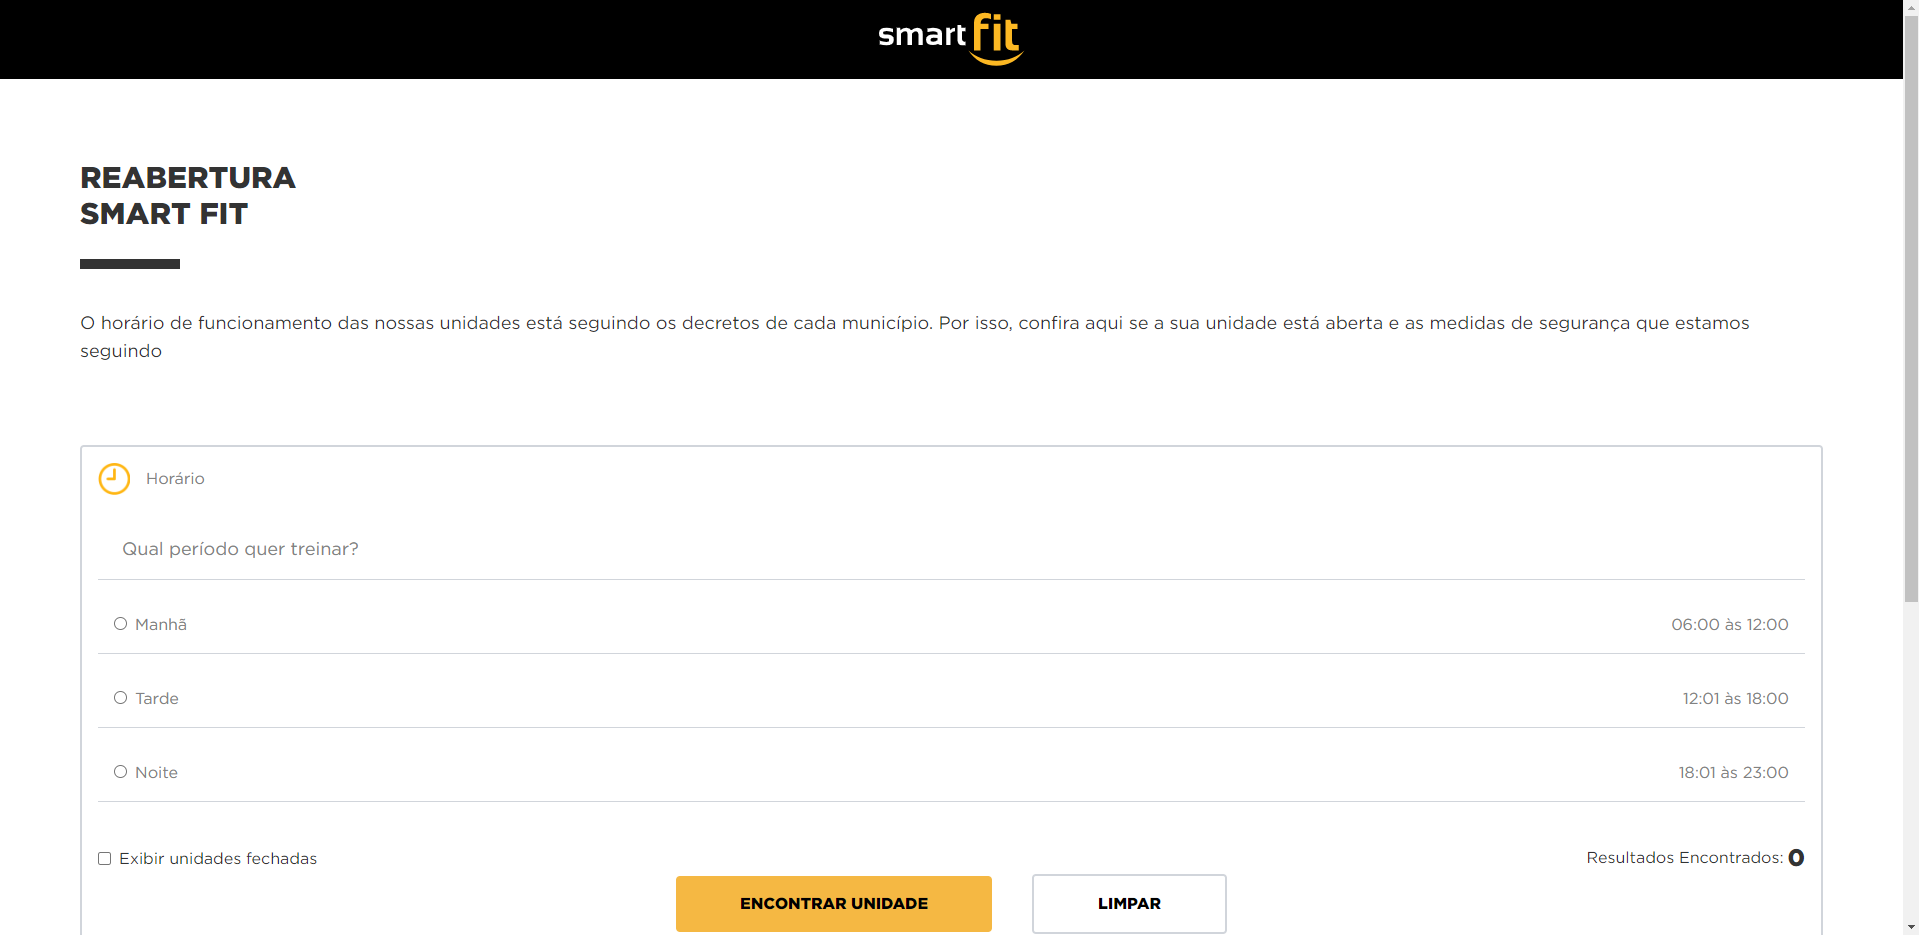 smart fit
REABERTURA
SMART FIT
O horário de funcionamento das nossas unidades está seguindo os decretos de cada município. Por isso, confira aqui se a sua unidade está aberta e as medidas de segurança que estamos
seguindo
Horário
Qual período quer treinar?
Manhã 06:00 às 12:00
Tarde 12:01 às 18:00
Noite 18:01 às 23:00
Exibir unidades fechadas Resultados Encontrados: 0
ENCONTRAR UNIDADE LIMPAR